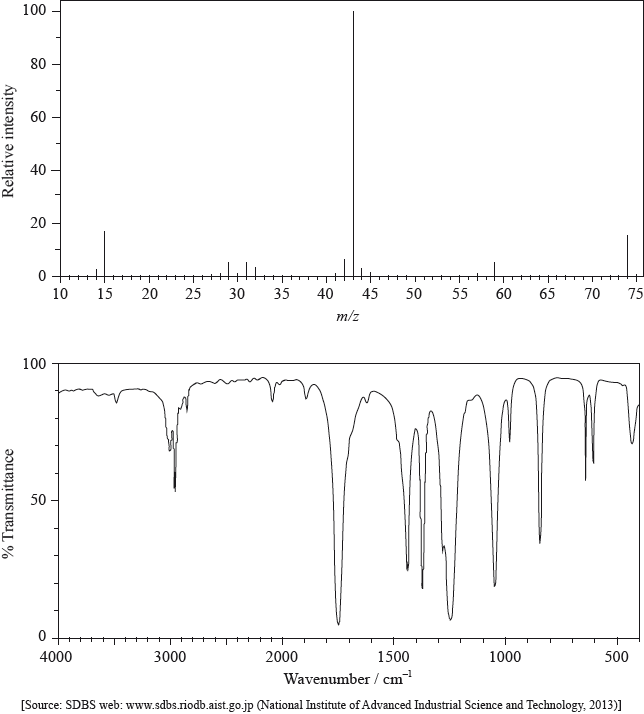 100
80
60
40
20
0
Relative intensity
10 15 20 25 30 35 40 45 50 55 60 65 70 75
m/z
100
50
0
% Transmittance
4000 3000 2000 1500 1000 500
Wavenumber / cm⁻¹
[Source: SDBS web: www.sdbs.riodb.aist.go.jp (National Institute of Advanced Industrial Science and Technology, 2013)]